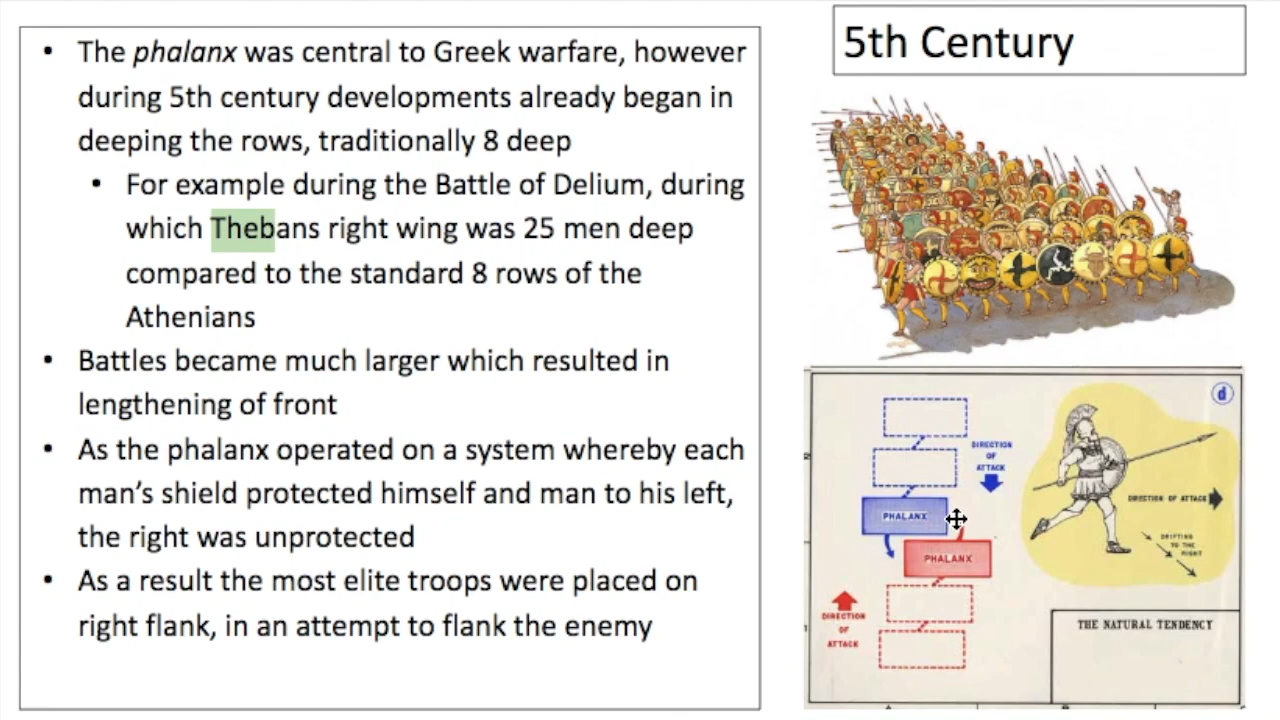 5th Century
• The phalanx was central to Greek warfare, however
during 5th century developments already began in
deeping the rows, traditionally 8 deep
• For example during the Battle of Delium, during
which Thebans right wing was 25 men deep
compared to the standard 8 rows of the
Athenians
• Battles became much larger which resulted in
lengthening of front
• As the phalanx operated on a system whereby each
man's shield protected himself and man to his left,
the right was unprotected
• As a result the most elite troops were placed on
right flank, in an attempt to flank the enemy
d
DIRECTION
OF
ATTACK
PHALANX
PHALANX
DIRECTION
OF
ATTACK
DIRECTION OF ATTACK
DRIFTING
TO THE
RIGHT
THE NATURAL TENDENCY